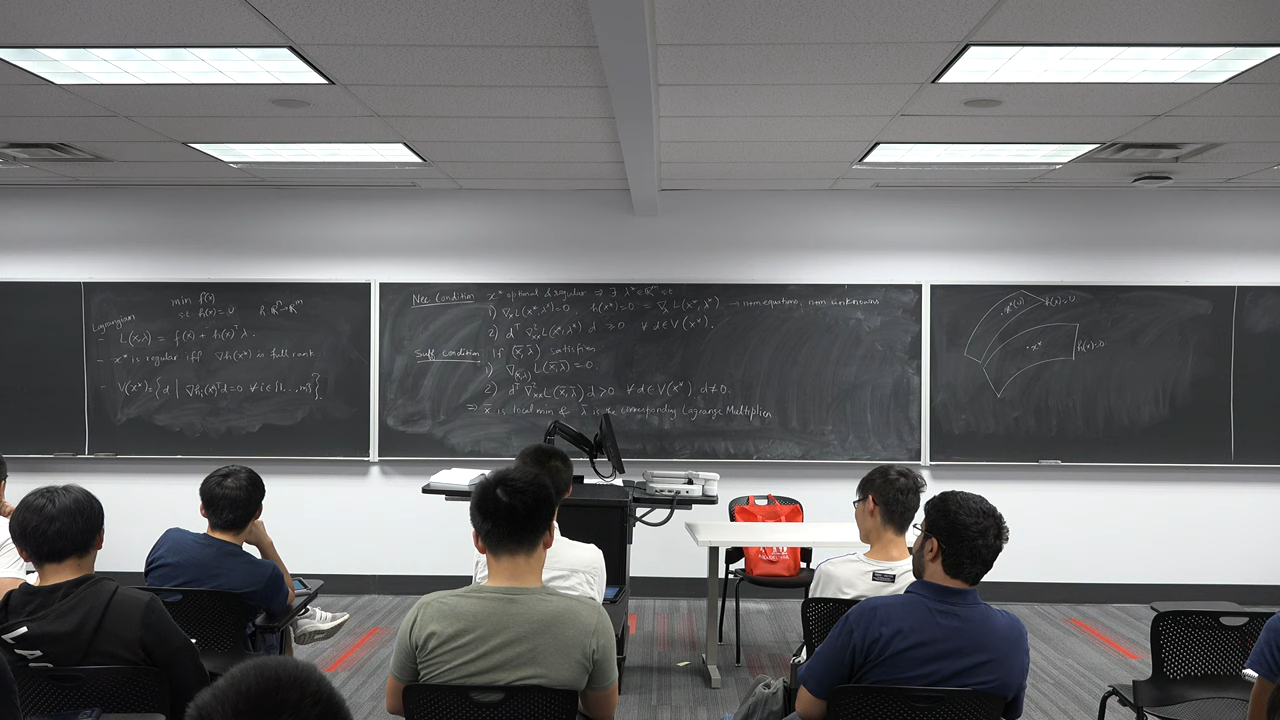 min f(x)
s.t. h(x)=0 h: ℝⁿ→ℝᵐ
Lagrangian
- L(x,λ) = f(x) + h(x)ᵀλ.
- x* is regular iff ∇h(x*) is full rank
- V(x*)={d | ∇hᵢ(x*)ᵀd=0 ∀ i∈{1,...,m}}.
Nec Condition x* optimal & regular ⇒ ∃ λ*∈ℝᵐ s.t
1) ∇ₓL(x*,λ*)=0, h(x*)=0 = ∇_λ L(x*,λ*) → n+m equations, n+m unknowns
2) dᵀ ∇²ₓₓL(x*,λ*) d ≥0 ∀ d∈V(x*).
Suff condition If (x̄,λ̄) satisfies
1) ∇_(x,λ) L(x̄,λ̄)=0.
2) dᵀ ∇²ₓₓ L(x̄,λ̄)d>0 ∀ d∈V(x*), d≠0.
⇒ x̄ is local min & λ̄ is the corresponding Lagrange Multiplier
h(x)=0
x*
h(x)=0